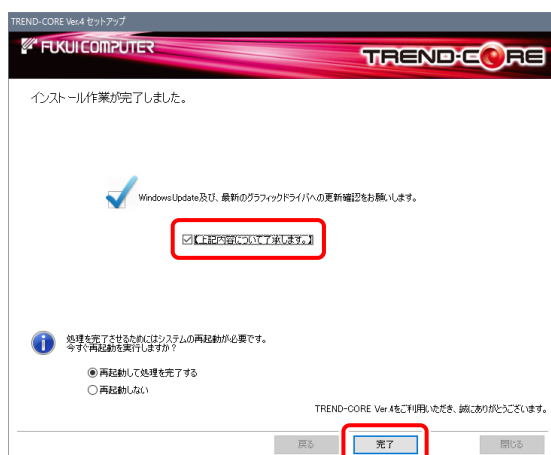 TREND-CORE Ver.4 セットアップ
FUKUI COMPUTER
TREND-CORE
インストール作業が完了しました。
WindowsUpdate及び、最新のグラフィックドライバへの更新確認をお願いします。
【上記内容について了承します。】
処理を完了させるためにはシステムの再起動が必要です。
今すぐ再起動を実行しますか？
再起動して処理を完了する
再起動しない
TREND-CORE Ver.4をご利用いただき、誠にありがとうございます。
戻る 完了 閉じる